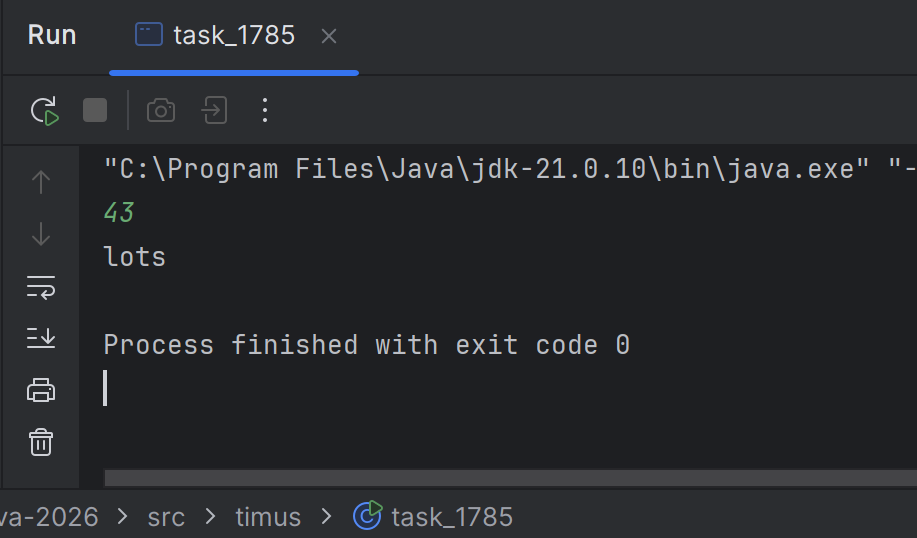 Run task_1785
"C:\Program Files\Java\jdk-21.0.10\bin\java.exe" "-
43
lots
Process finished with exit code 0
va-2026 > src > timus > task_1785